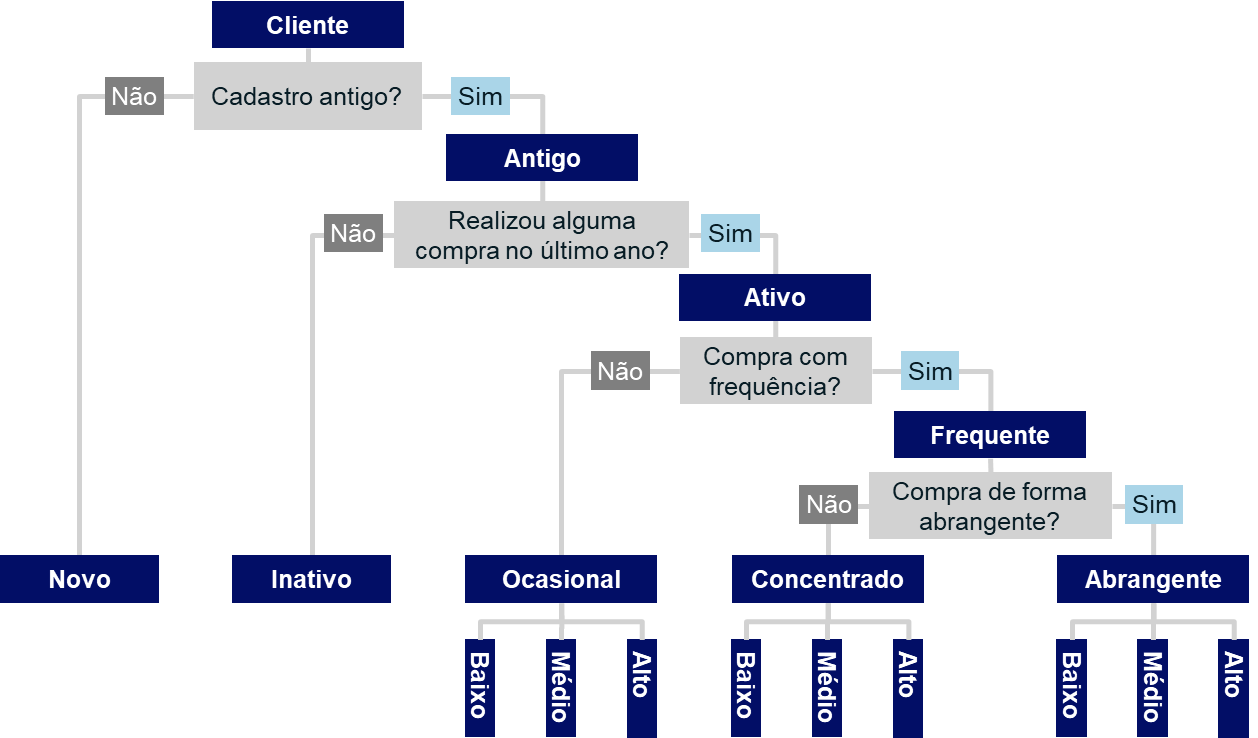 Cliente
Não
Cadastro antigo?
Sim
Antigo
Não
Realizou alguma
compra no último ano?
Sim
Ativo
Não
Compra com
frequência?
Sim
Frequente
Não
Compra de forma
abrangente?
Sim
Novo
Inativo
Ocasional
Concentrado
Abrangente
Baixo
Médio
Alto
Baixo
Médio
Alto
Baixo
Médio
Alto